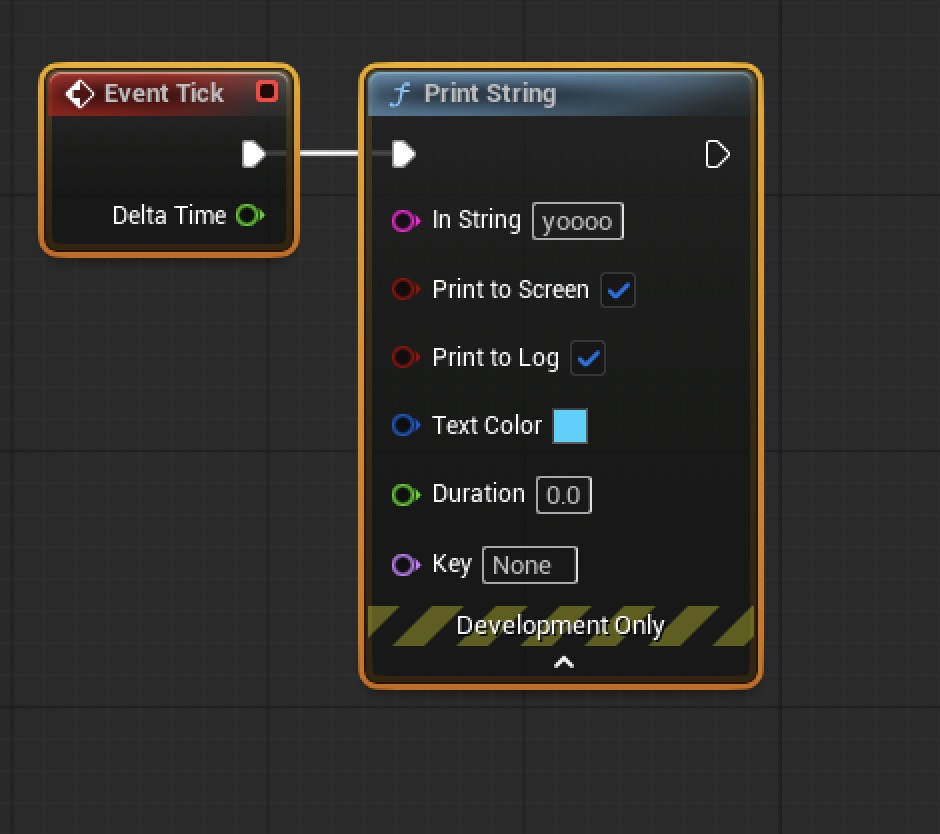 Event Tick
Delta Time
Print String
In String yoooo
Print to Screen
Print to Log
Text Color
Duration 0.0
Key None
Development Only